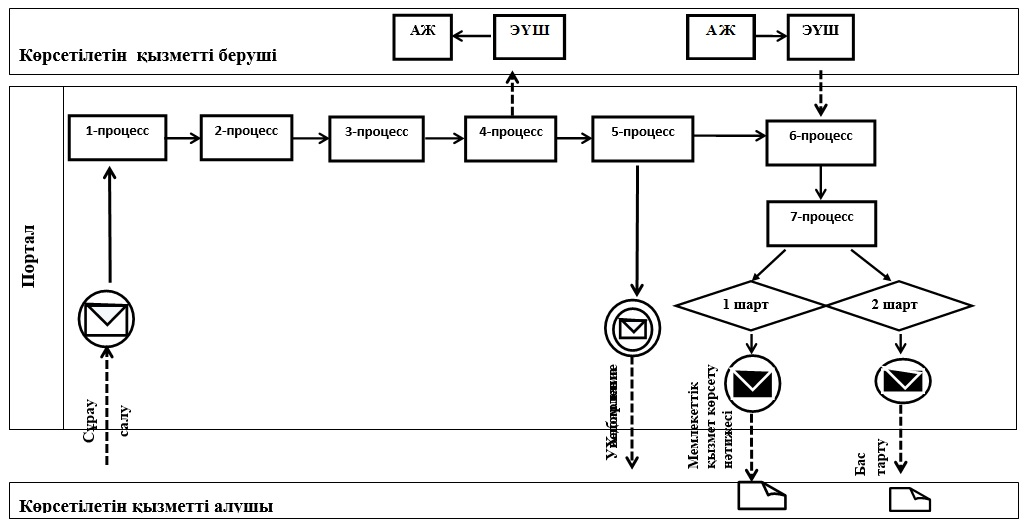 АЖ
ЭҮШ
АЖ
ЭҮШ
Көрсетілетін қызметті беруші
Портал
1-процесс
2-процесс
3-процесс
4-процесс
5-процесс
6-процесс
7-процесс
1 шарт
2 шарт
Сұрау
салу
Мемлекеттік
қызмет көрсету
нәтижесі
Бас
тарту
Көрсетілетін қызметті алушы